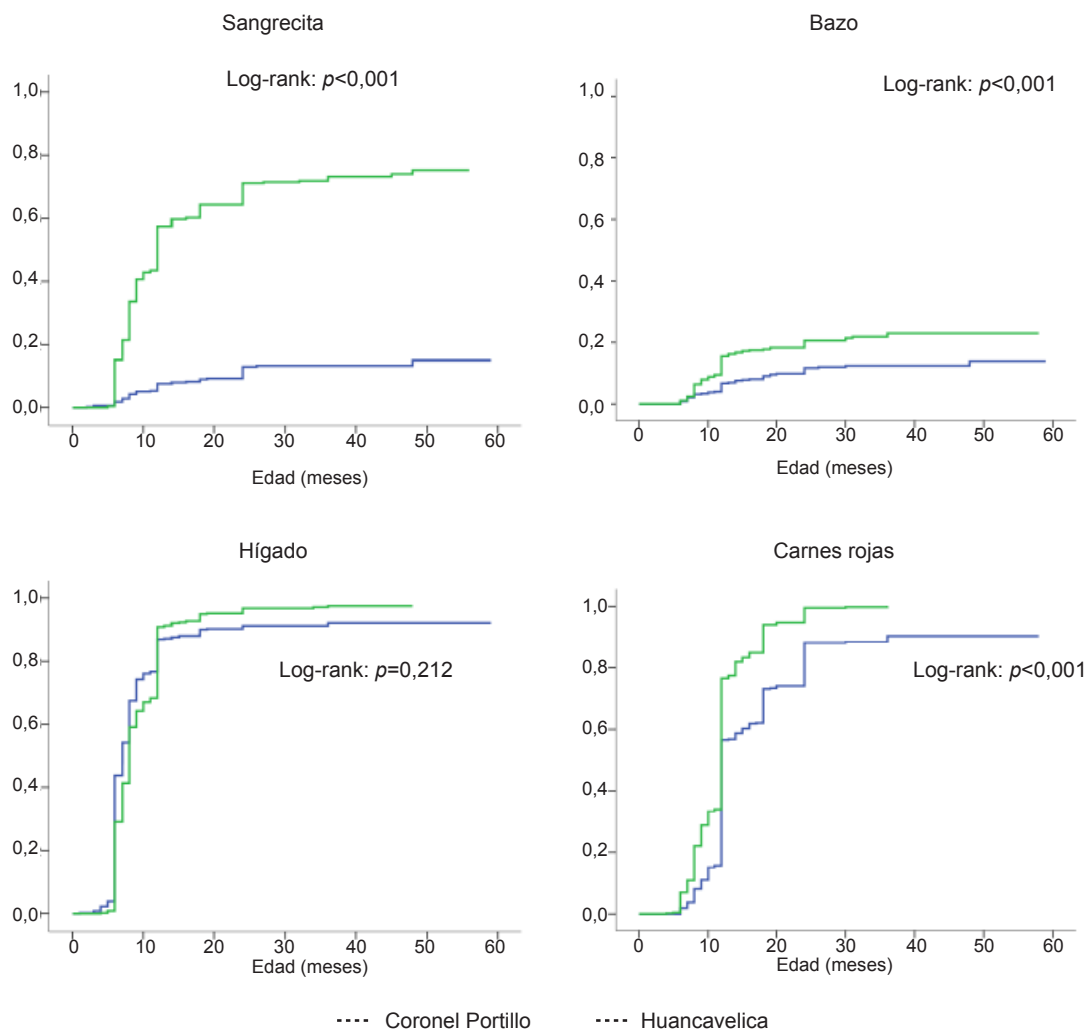 Sangrecita
Log-rank: p<0,001
1,0
0,8
0,6
0,4
0,2
0,0
0 10 20 30 40 50 60
Edad (meses)
Bazo
Log-rank: p<0,001
1,0
0,8
0,6
0,4
0,2
0,0
0 10 20 30 40 50 60
Edad (meses)
Hígado
1,0
0,8
Log-rank: p=0,212
0,6
0,4
0,2
0,0
0 10 20 30 40 50 60
Edad (meses)
Carnes rojas
1,0
0,8
Log-rank: p<0,001
0,6
0,4
0,2
0,0
0 10 20 30 40 50 60
Edad (meses)
Coronel Portillo Huancavelica